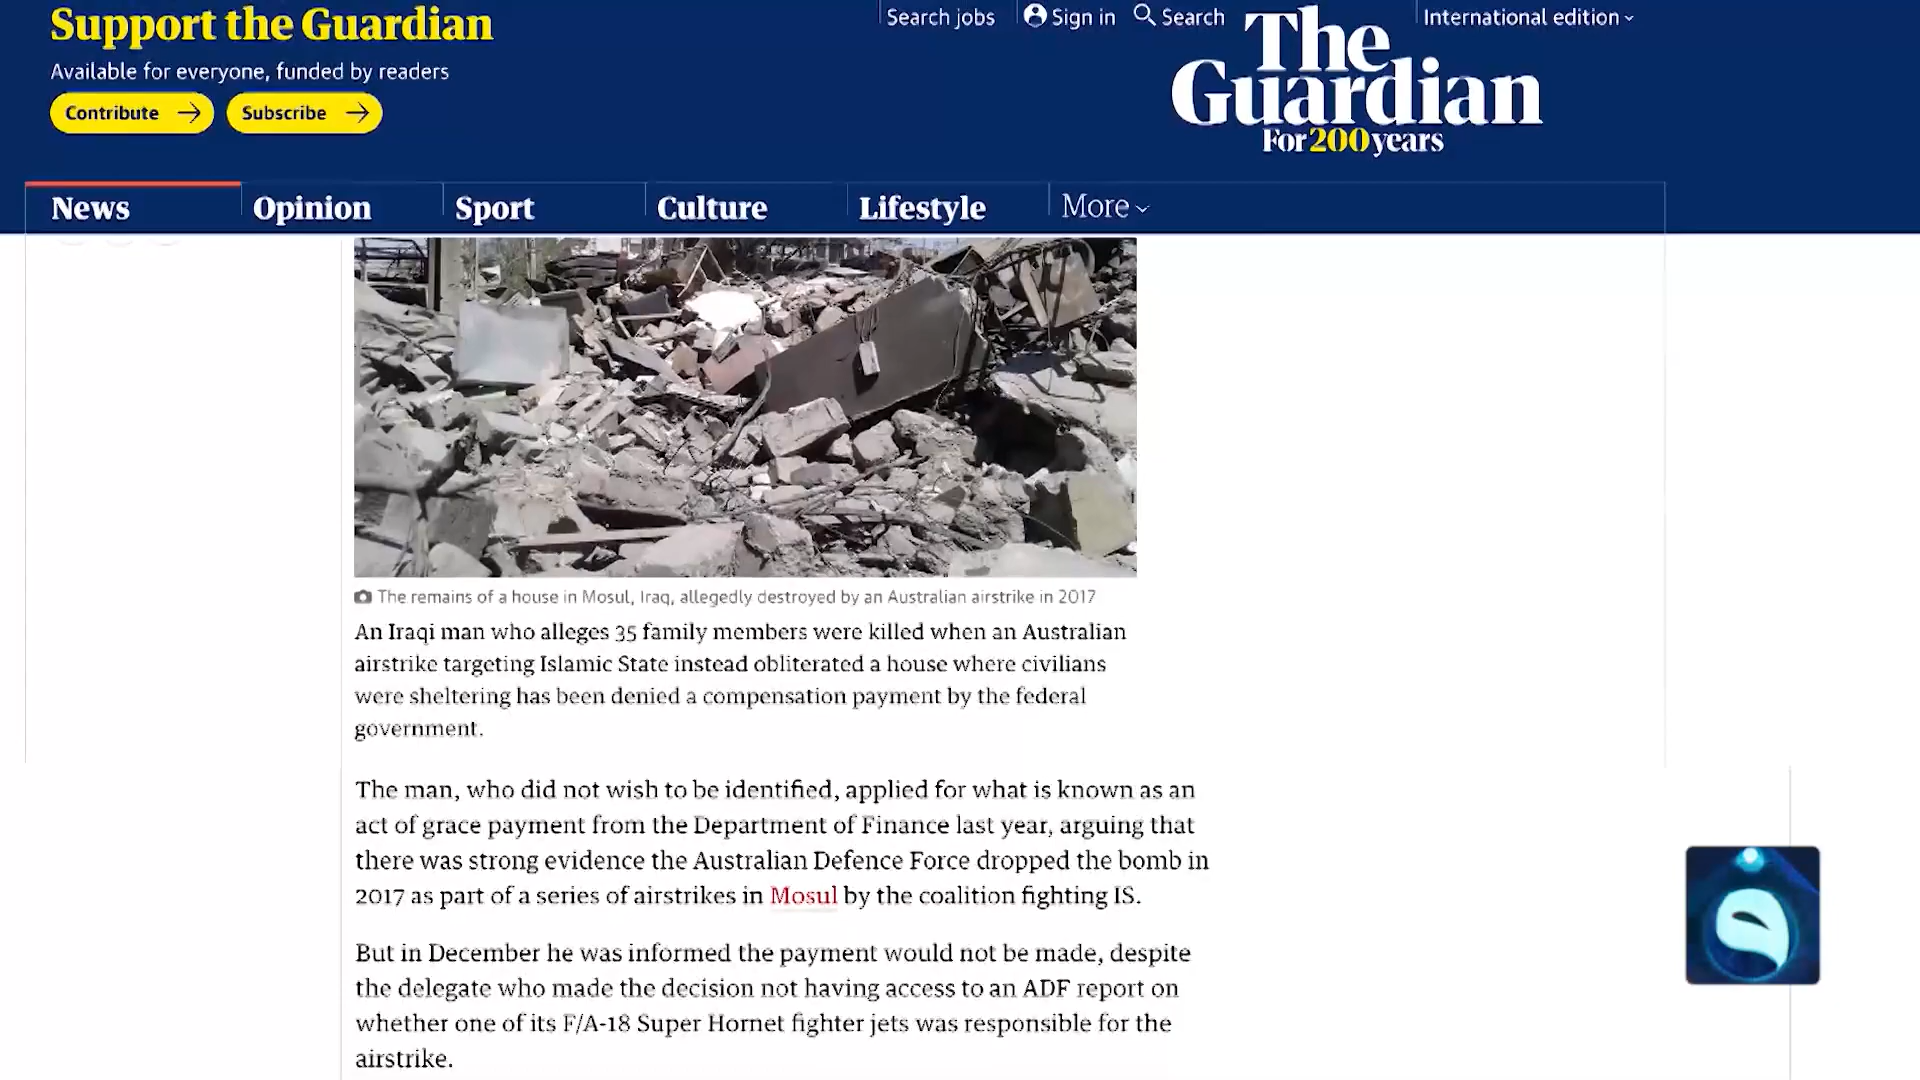 Support the Guardian
Available for everyone, funded by readers
Contribute
Subscribe
Search jobs
Sign in
Search
International edition
The
Guardian
For 200 years
News
Opinion
Sport
Culture
Lifestyle
More
The remains of a house in Mosul, Iraq, allegedly destroyed by an Australian airstrike in 2017
An Iraqi man who alleges 35 family members were killed when an Australian
airstrike targeting Islamic State instead obliterated a house where civilians
were sheltering has been denied a compensation payment by the federal
government.
The man, who did not wish to be identified, applied for what is known as an
act of grace payment from the Department of Finance last year, arguing that
there was strong evidence the Australian Defence Force dropped the bomb in
2017 as part of a series of airstrikes in Mosul by the coalition fighting IS.
But in December he was informed the payment would not be made, despite
the delegate who made the decision not having access to an ADF report on
whether one of its F/A-18 Super Hornet fighter jets was responsible for the
airstrike.